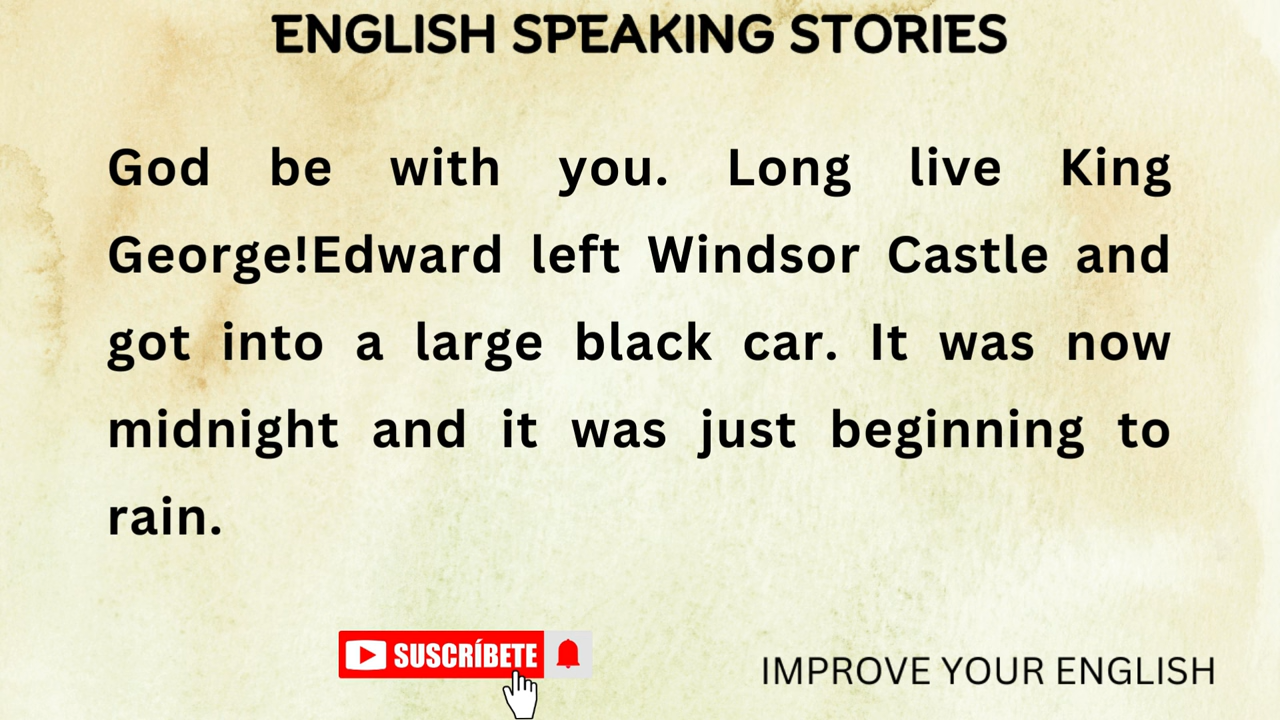 ENGLISH SPEAKING STORIES
God be with you. Long live King
George!Edward left Windsor Castle and
got into a large black car. It was now
midnight and it was just beginning to
rain.
SUSCRÍBETE
IMPROVE YOUR ENGLISH